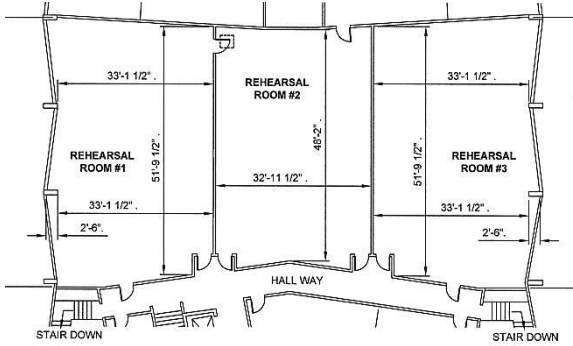 33'-1 1/2" .
33'-1 1/2" .
REHEARSAL
ROOM #2
51'-9 1/2" .
48'-2" .
51'-9 1/2" .
REHEARSAL
ROOM #1
REHEARSAL
ROOM #3
32'-11 1/2" .
33'-1 1/2" .
33'-1 1/2" .
2'-6".
2'-6".
HALL WAY
STAIR DOWN
STAIR DOWN